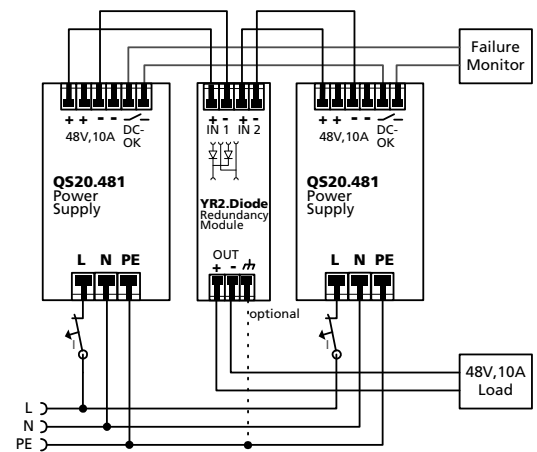 Failure
Monitor
+ + - -
48V,10A
DC-
OK
QS20.481
Power
Supply
L N PE
+ - + -
IN 1 IN 2
YR2.Diode
Redundancy
Module
OUT
+ -
optional
+ + - -
48V,10A
DC-
OK
QS20.481
Power
Supply
L N PE
I
I
48V,10A
Load
L
N
PE